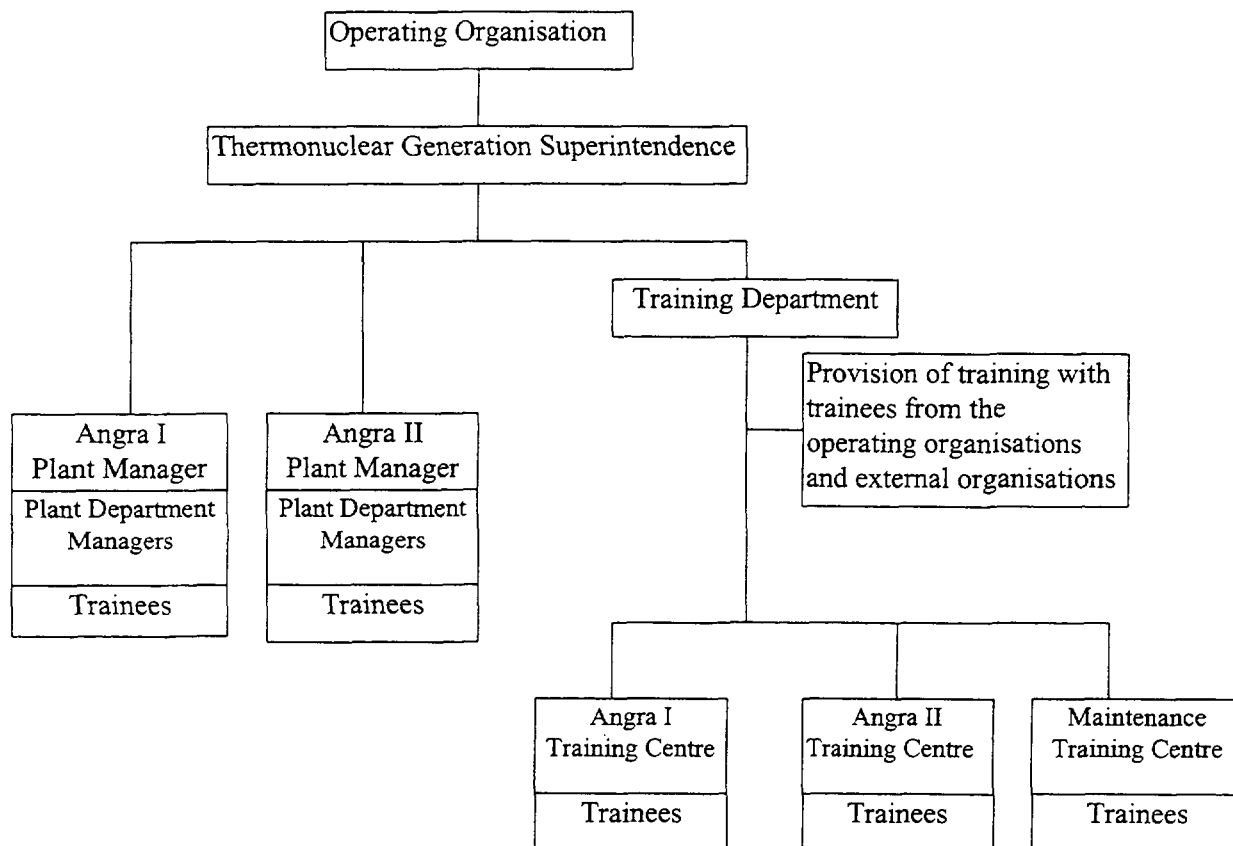 Operating Organisation
Thermonuclear Generation Superintendence
Training Department
Provision of training with
trainees from the
operating organisations
and external organisations
Angra I
Plant Manager
Plant Department
Managers
Trainees
Angra II
Plant Manager
Plant Department
Managers
Trainees
Angra I
Training Centre
Trainees
Angra II
Training Centre
Trainees
Maintenance
Training Centre
Trainees